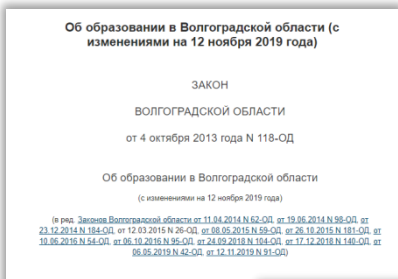 Об образовании в Волгоградской области (с
изменениями на 12 ноября 2019 года)
ЗАКОН
ВОЛГОГРАДСКОЙ ОБЛАСТИ
от 4 октября 2013 года N 118-ОД
Об образовании в Волгоградской области
(с изменениями на 12 ноября 2019 года)
(в ред. Законов Волгоградской области от 11.04.2014 N 62-ОД, от 19.06.2014 N 98-ОД, от
23.12.2014 N 184-ОД, от 12.03.2015 N 26-ОД, от 08.05.2015 N 59-ОД, от 26.10.2015 N 181-ОД, от
10.06.2016 N 54-ОД, от 06.10.2016 N 95-ОД, от 24.09.2018 N 104-ОД, от 17.12.2018 N 140-ОД, от
06.05.2019 N 42-ОД, от 12.11.2019 N 91-ОД)